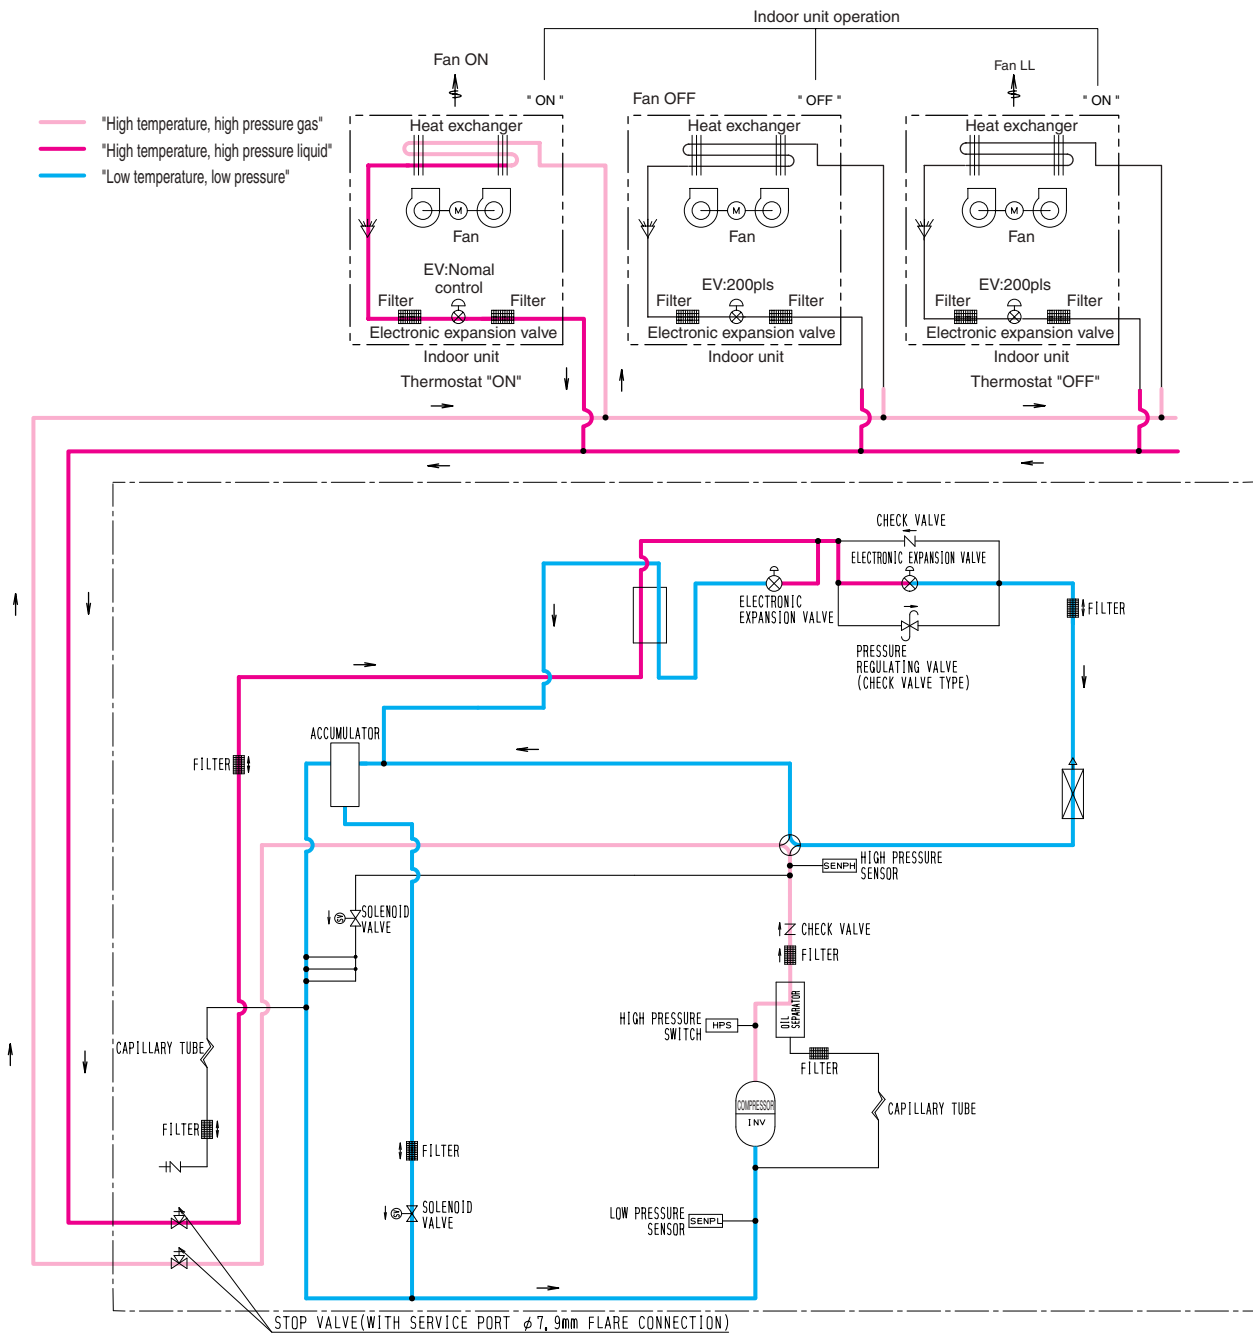 Indoor unit operation
Fan ON
Fan LL
" ON "
Fan OFF
" OFF "
" ON "
"High temperature, high pressure gas"
"High temperature, high pressure liquid"
"Low temperature, low pressure"
Heat exchanger
Heat exchanger
Heat exchanger
M
M
M
Fan
Fan
Fan
EV:Nomal
control
EV:200pls
EV:200pls
Filter
Filter
Filter
Filter
Filter
Filter
Electronic expansion valve
Electronic expansion valve
Electronic expansion valve
Indoor unit
Indoor unit
Indoor unit
Thermostat "ON"
Thermostat "OFF"
CHECK VALVE
ELECTRONIC EXPANSION VALVE
ELECTRONIC
EXPANSION VALVE
FILTER
PRESSURE
REGULATING VALVE
(CHECK VALVE TYPE)
ACCUMULATOR
FILTER
SENPH
HIGH PRESSURE
SENSOR
SOLENOID
VALVE
CHECK VALVE
FILTER
OIL
SEPARATOR
HIGH PRESSURE
SWITCH
HPS
CAPILLARY TUBE
FILTER
COMPRESSOR
INV
CAPILLARY TUBE
FILTER
FILTER
SOLENOID
VALVE
LOW PRESSURE
SENSOR
SENPL
STOP VALVE(WITH SERVICE PORT φ7,9mm FLARE CONNECTION)